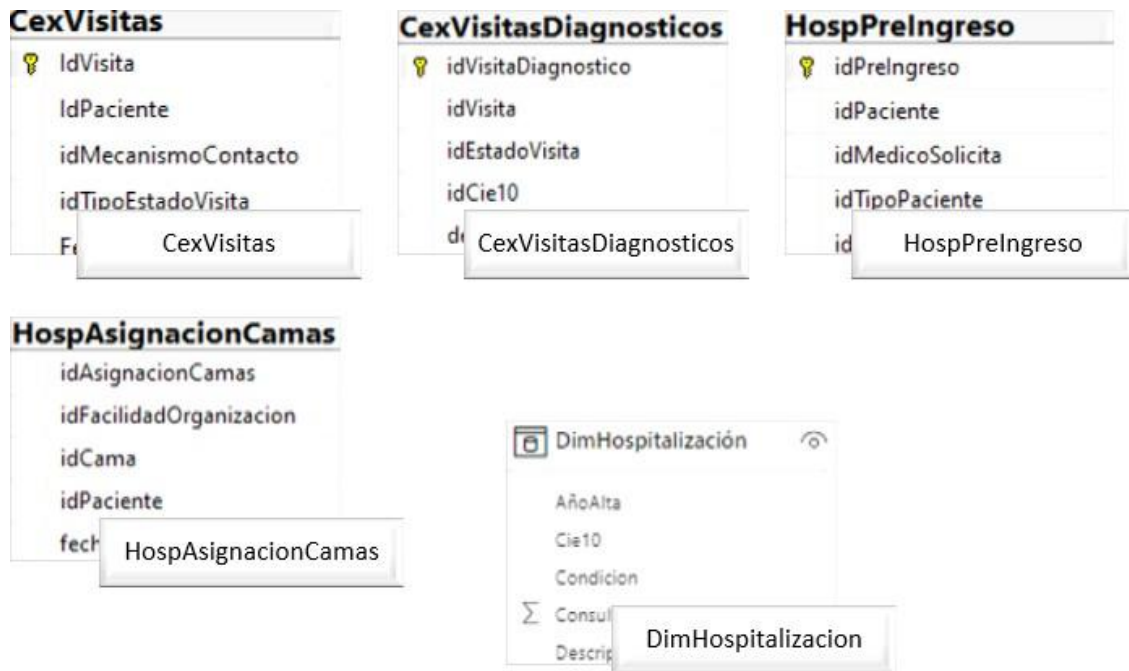 CexVisitas
IdVisita
IdPaciente
idMecanismoContacto
idTipoEstadoVisita
CexVisitas
CexVisitasDiagnosticos
idVisitaDiagnostico
idVisita
idEstadoVisita
idCie10
CexVisitasDiagnosticos
HospPreIngreso
idPreIngreso
idPaciente
idMedicoSolicita
idTipoPaciente
HospPreIngreso
HospAsignacionCamas
idAsignacionCamas
idFacilidadOrganizacion
idCama
idPaciente
HospAsignacionCamas
DimHospitalización
AñoAlta
Cie10
Condicion
Σ
DimHospitalizacion